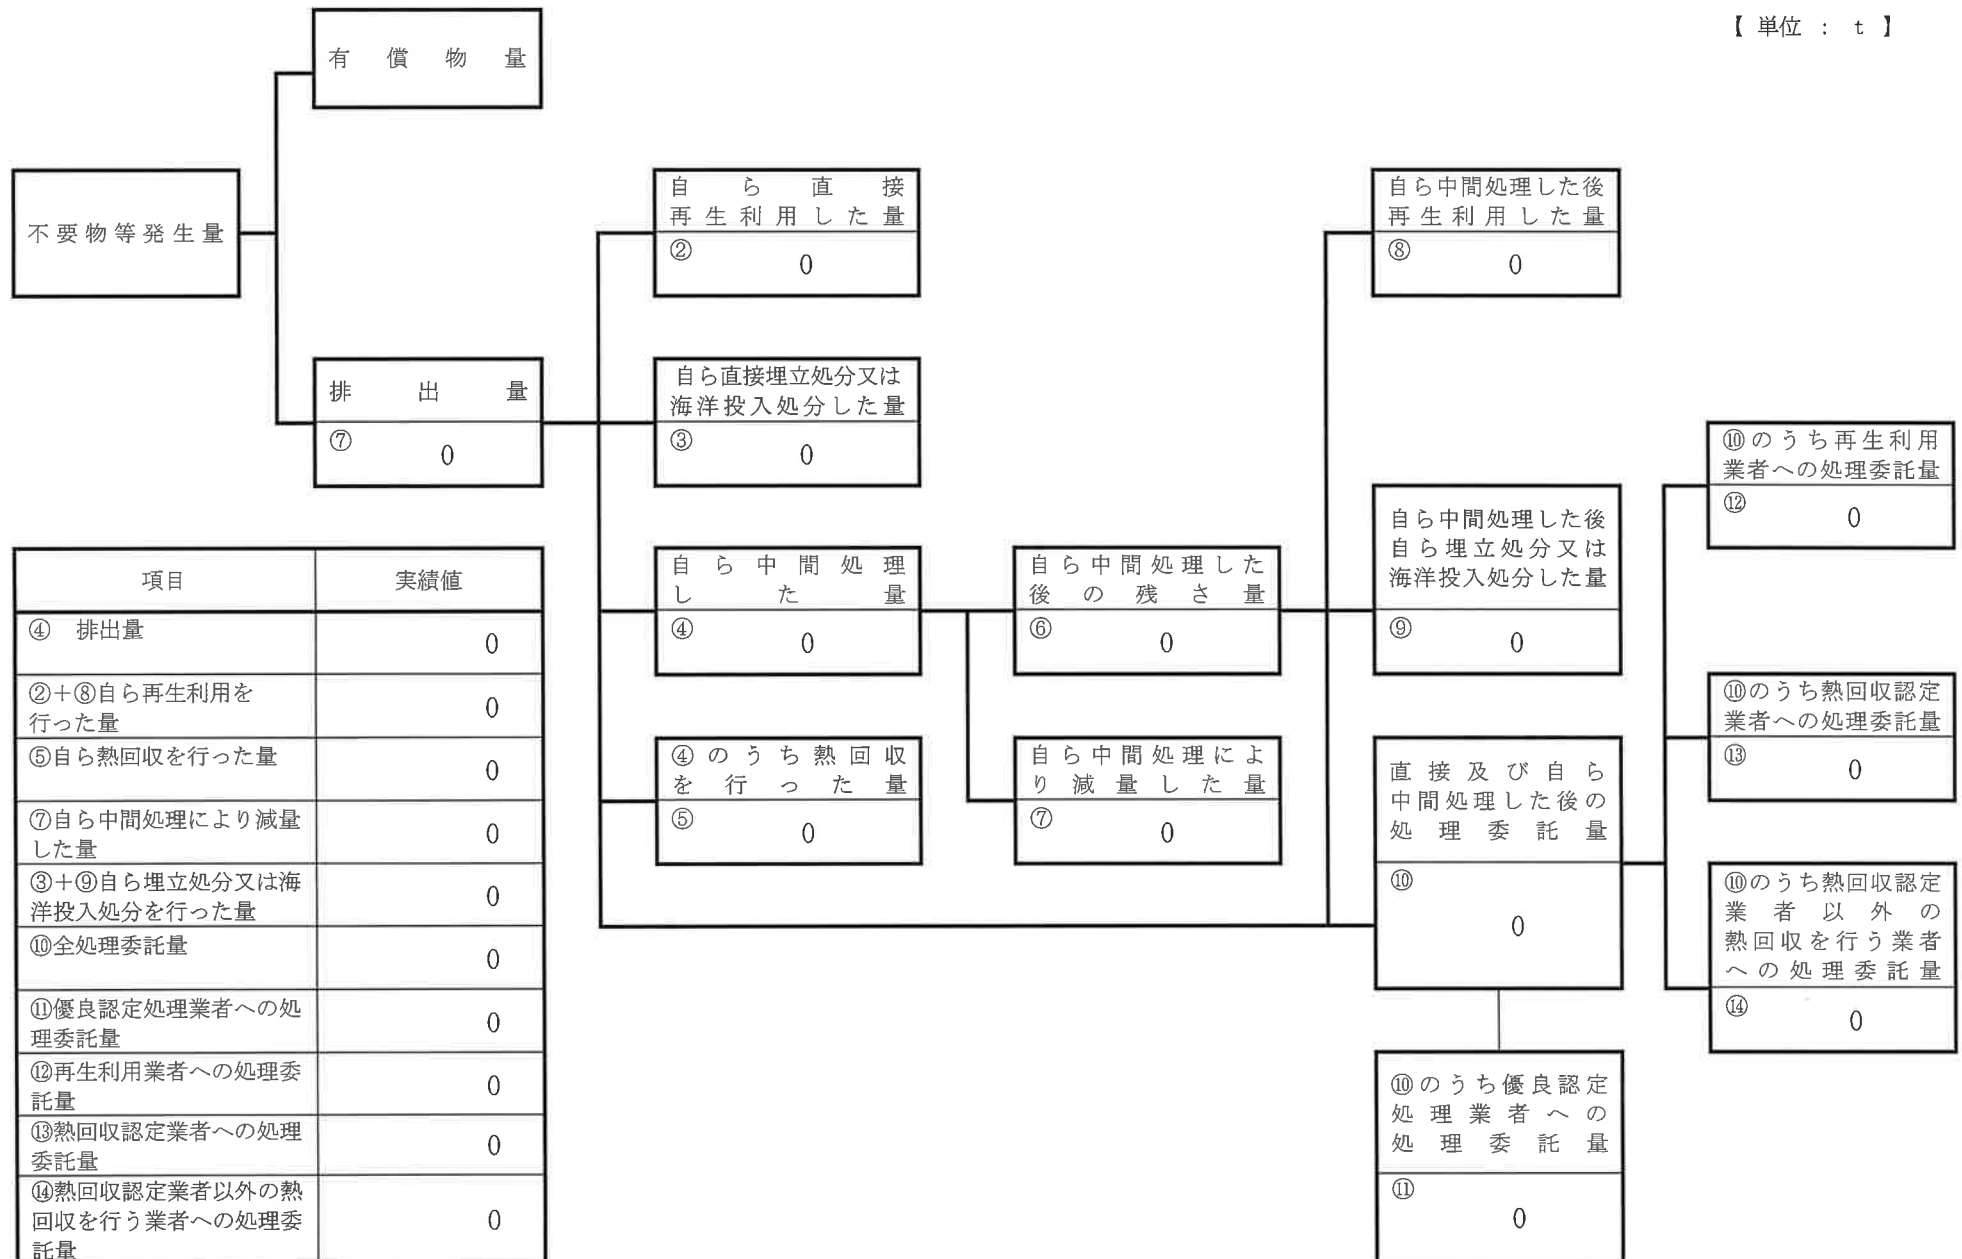 【 単位 : t 】
有償物量
不要物等発生量
自ら直接
再生利用した量
② 0
自ら中間処理した後
再生利用した量
⑧ 0
排出量
⑦ 0
自ら直接埋立処分又は
海洋投入処分した量
③ 0
⑩のうち再生利用
業者への処理委託量
⑫ 0
自ら中間処理した後
自ら埋立処分又は
海洋投入処分した量
⑨ 0
自ら中間処理
した量
④ 0
自ら中間処理した
後の残さ量
⑥ 0
⑩のうち熱回収認定
業者への処理委託量
⑬ 0
④のうち熱回収
を行った量
⑤ 0
自ら中間処理によ
り減量した量
⑦ 0
直接及び自ら
中間処理した後の
処理委託量
⑩
0
⑩のうち熱回収認定
業者以外の
熱回収を行う業者
への処理委託量
⑭ 0
⑩のうち優良認定
処理業者への
処理委託量
⑪
0
項目 実績値
④ 排出量 0
②+⑧自ら再生利用を
行った量 0
⑤自ら熱回収を行った量 0
⑦自ら中間処理により減量
した量 0
③+⑨自ら埋立処分又は海
洋投入処分を行った量 0
⑩全処理委託量 0
⑪優良認定処理業者への処
理委託量 0
⑫再生利用業者への処理委
託量 0
⑬熱回収認定業者への処理
委託量 0
⑭熱回収認定業者以外の熱
回収を行う業者への処理委
託量 0